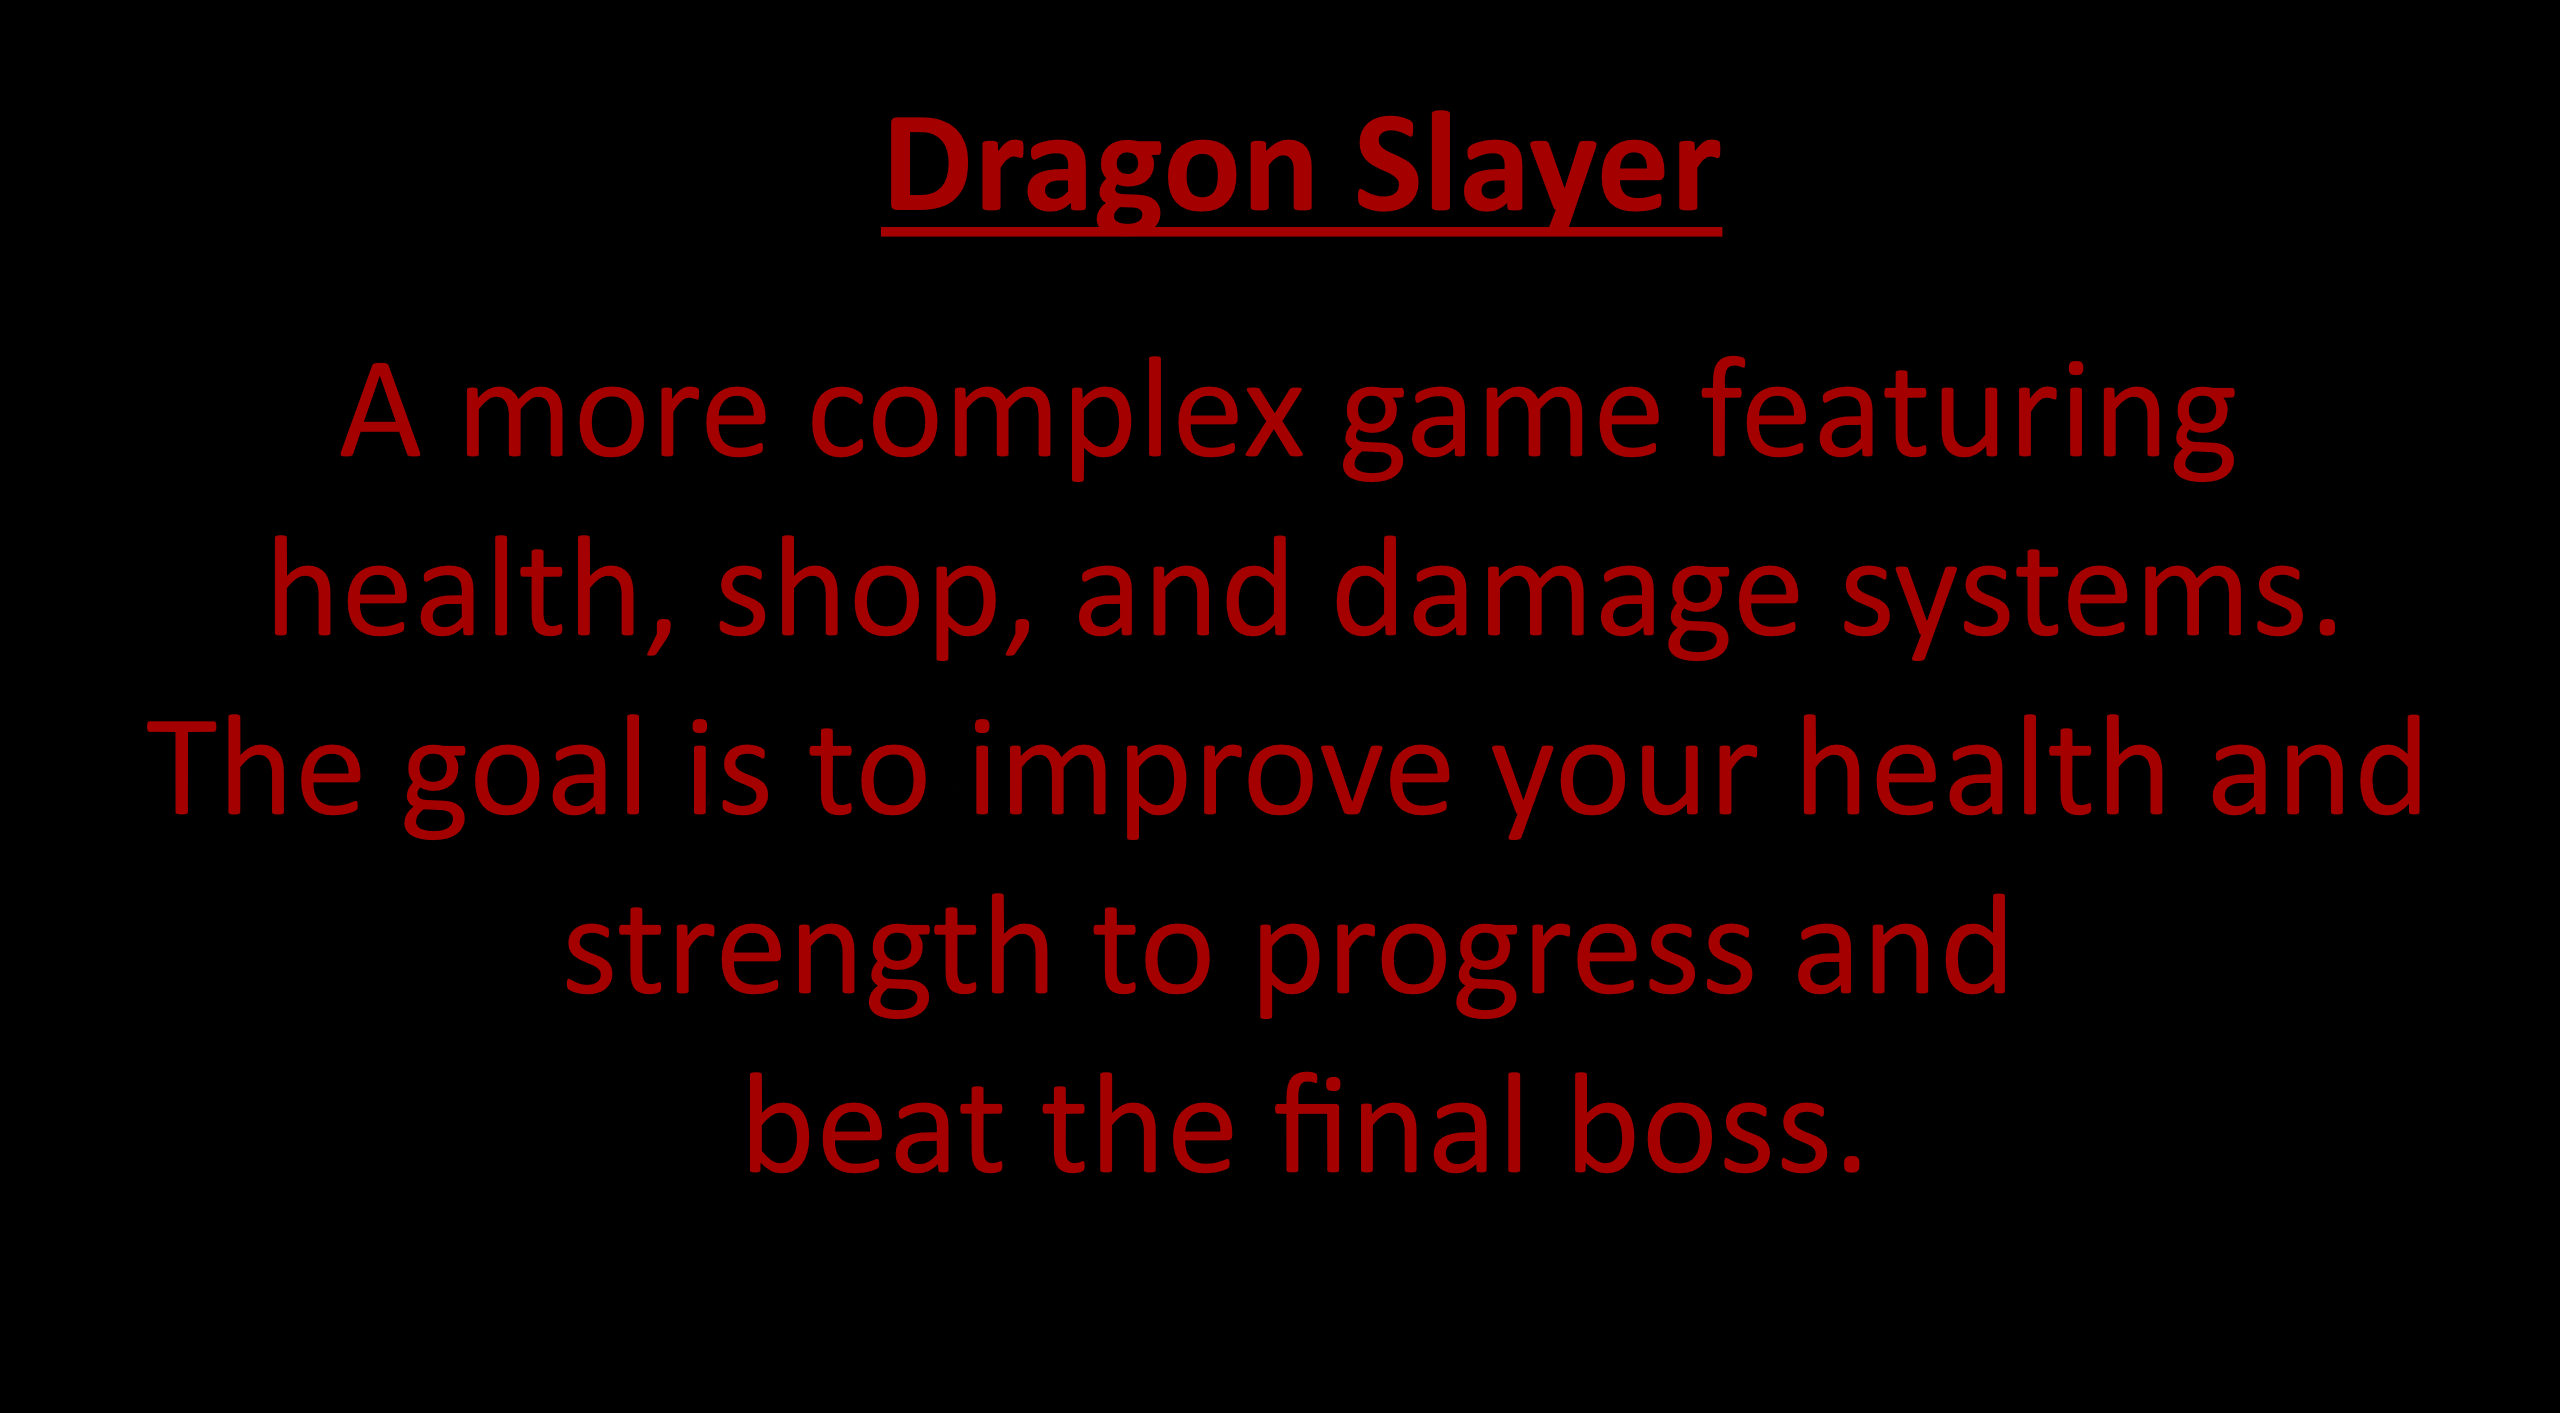 Dragon Slayer
A more complex game featuring
health, shop, and damage systems.
The goal is to improve your health and
strength to progress and
beat the final boss.